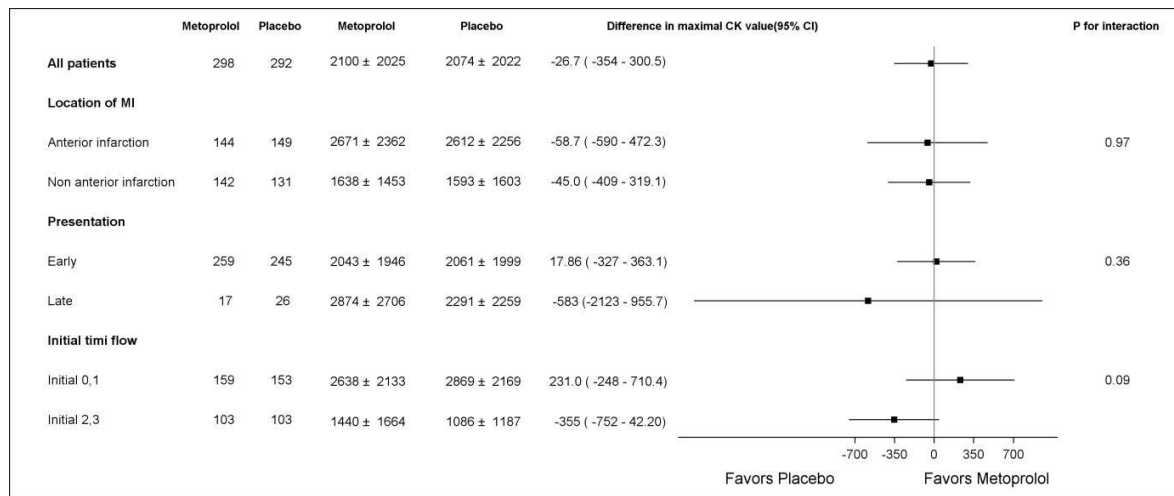 Metoprolol Placebo Metoprolol Placebo Difference in maximal CK value(95% CI) P for interaction
All patients 298 292 2100 ± 2025 2074 ± 2022 -26.7 ( -354 - 300.5)
Location of MI
Anterior infarction 144 149 2671 ± 2362 2612 ± 2256 -58.7 ( -590 - 472.3) 0.97
Non anterior infarction 142 131 1638 ± 1453 1593 ± 1603 -45.0 ( -409 - 319.1)
Presentation
Early 259 245 2043 ± 1946 2061 ± 1999 17.86 ( -327 - 363.1) 0.36
Late 17 26 2874 ± 2706 2291 ± 2259 -583 (-2123 - 955.7)
Initial timi flow
Initial 0,1 159 153 2638 ± 2133 2869 ± 2169 231.0 ( -248 - 710.4) 0.09
Initial 2,3 103 103 1440 ± 1664 1086 ± 1187 -355 ( -752 - 42.20)
-700 -350 0 350 700
Favors Placebo Favors Metoprolol